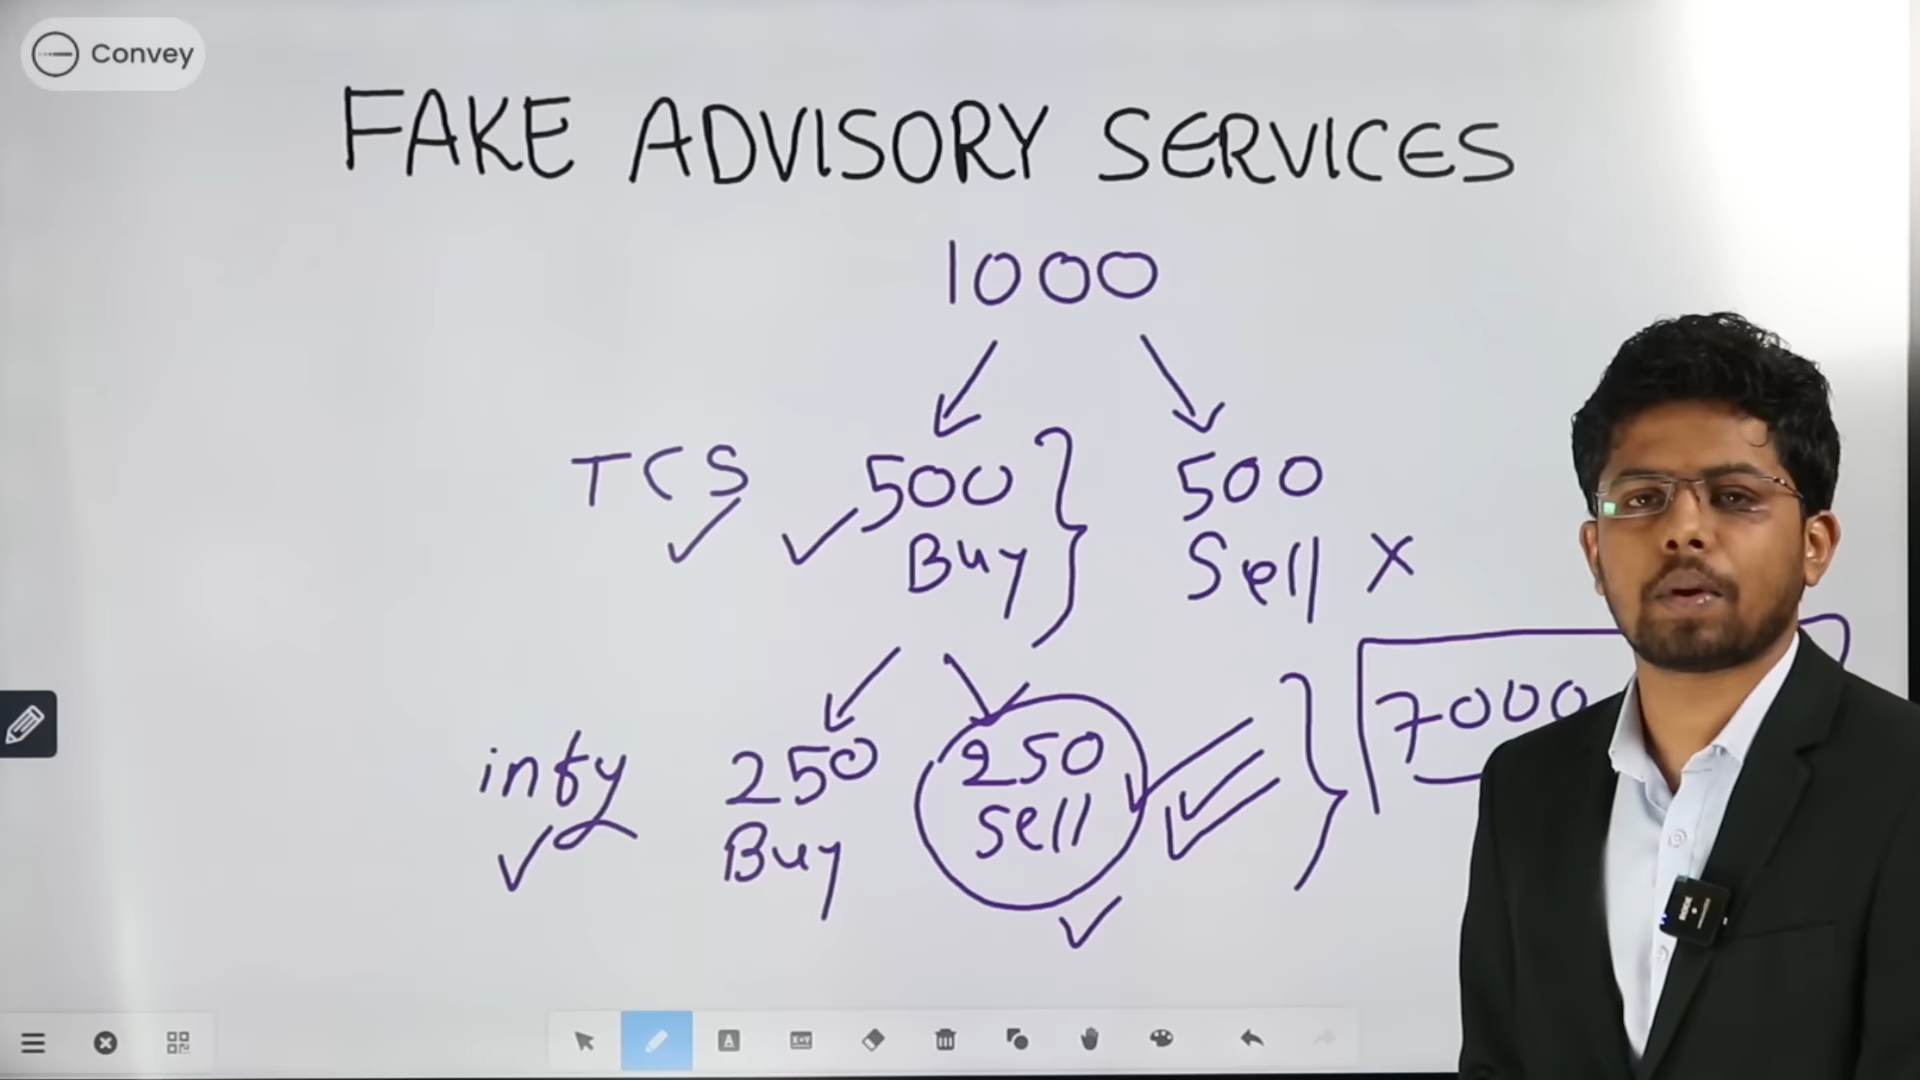 Convey
FAKE ADVISORY SERVICES
1000
TCS 500 500
Buy Sell X
7000
infy 250 250
Buy Sell